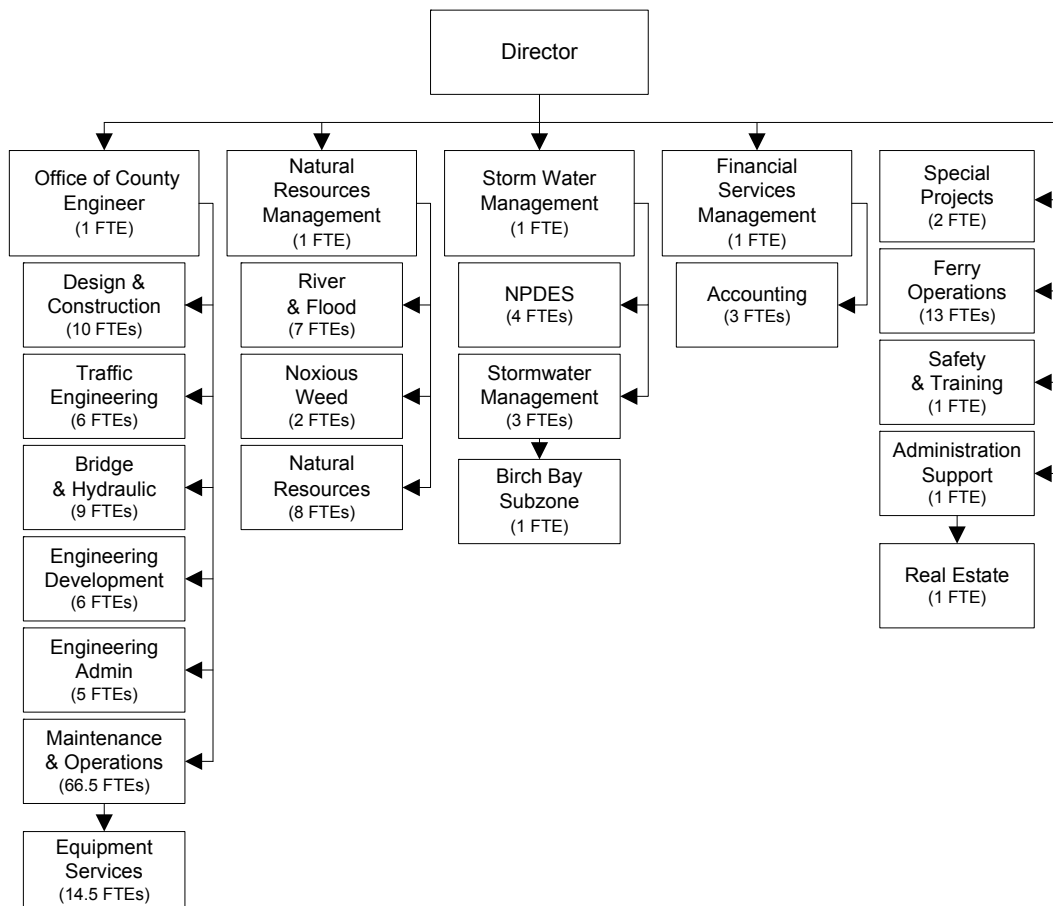 Director
Office of County
Engineer
(1 FTE)
Design &
Construction
(10 FTEs)
Traffic
Engineering
(6 FTEs)
Bridge
& Hydraulic
(9 FTEs)
Engineering
Development
(6 FTEs)
Engineering
Admin
(5 FTEs)
Maintenance
& Operations
(66.5 FTEs)
Equipment
Services
(14.5 FTEs)
Natural
Resources
Management
(1 FTE)
River
& Flood
(7 FTEs)
Noxious
Weed
(2 FTEs)
Natural
Resources
(8 FTEs)
Storm Water
Management
(1 FTE)
NPDES
(4 FTEs)
Stormwater
Management
(3 FTEs)
Birch Bay
Subzone
(1 FTE)
Financial
Services
Management
(1 FTE)
Accounting
(3 FTEs)
Special
Projects
(2 FTE)
Ferry
Operations
(13 FTEs)
Safety
& Training
(1 FTE)
Administration
Support
(1 FTE)
Real Estate
(1 FTE)